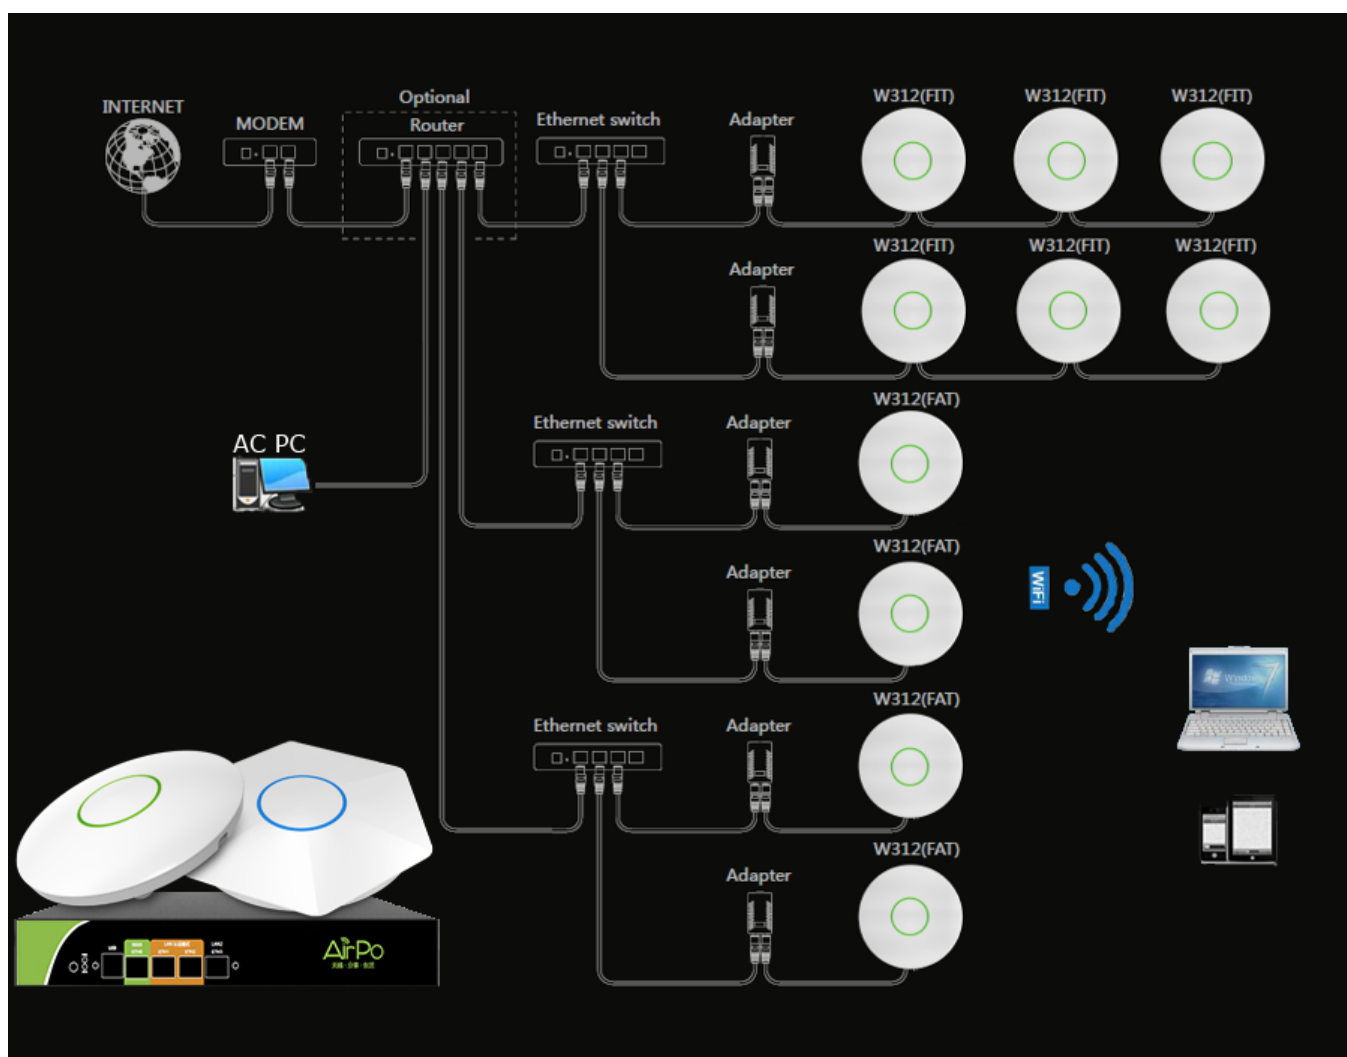 INTERNET
MODEM
Optional
Router
Ethernet switch
Adapter
W312(FIT)
W312(FIT)
W312(FIT)
Adapter
W312(FIT)
W312(FIT)
W312(FIT)
AC PC
Ethernet switch
Adapter
W312(FAT)
Adapter
W312(FAT)
WiFi
Windows 7
Ethernet switch
Adapter
W312(FAT)
Adapter
W312(FAT)
AirPo